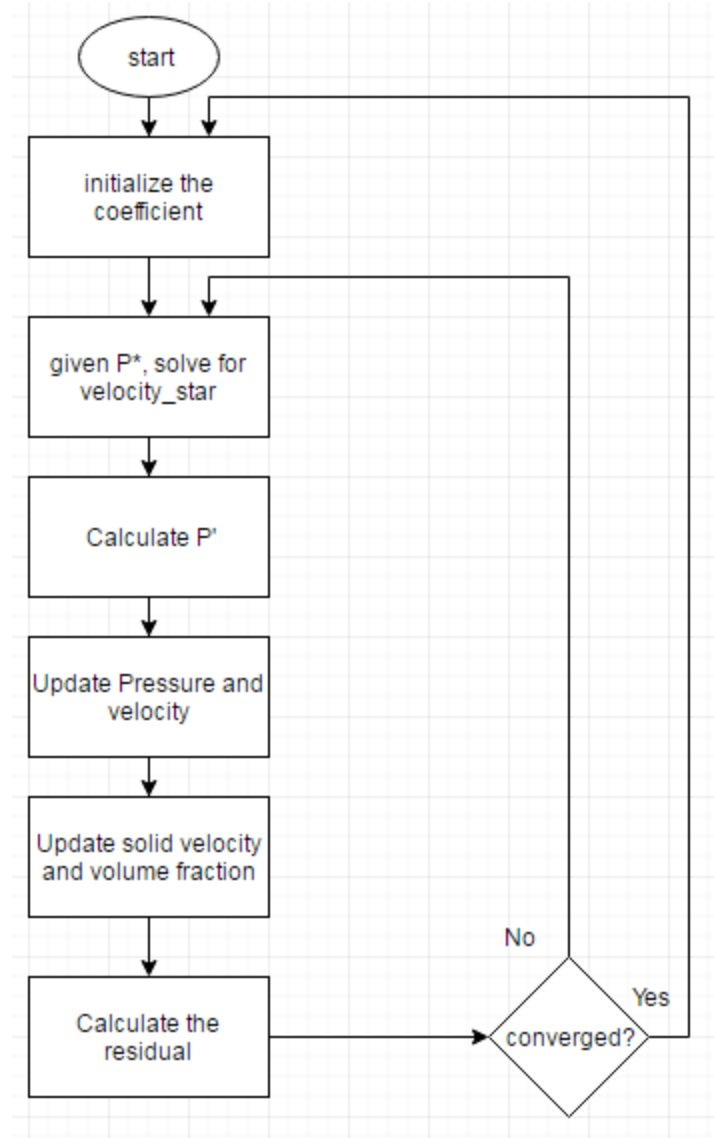 start
initialize the
coefficient
given P*, solve for
velocity_star
Calculate P'
Update Pressure and
velocity
Update solid velocity
and volume fraction
No
Yes
Calculate the
residual
converged?